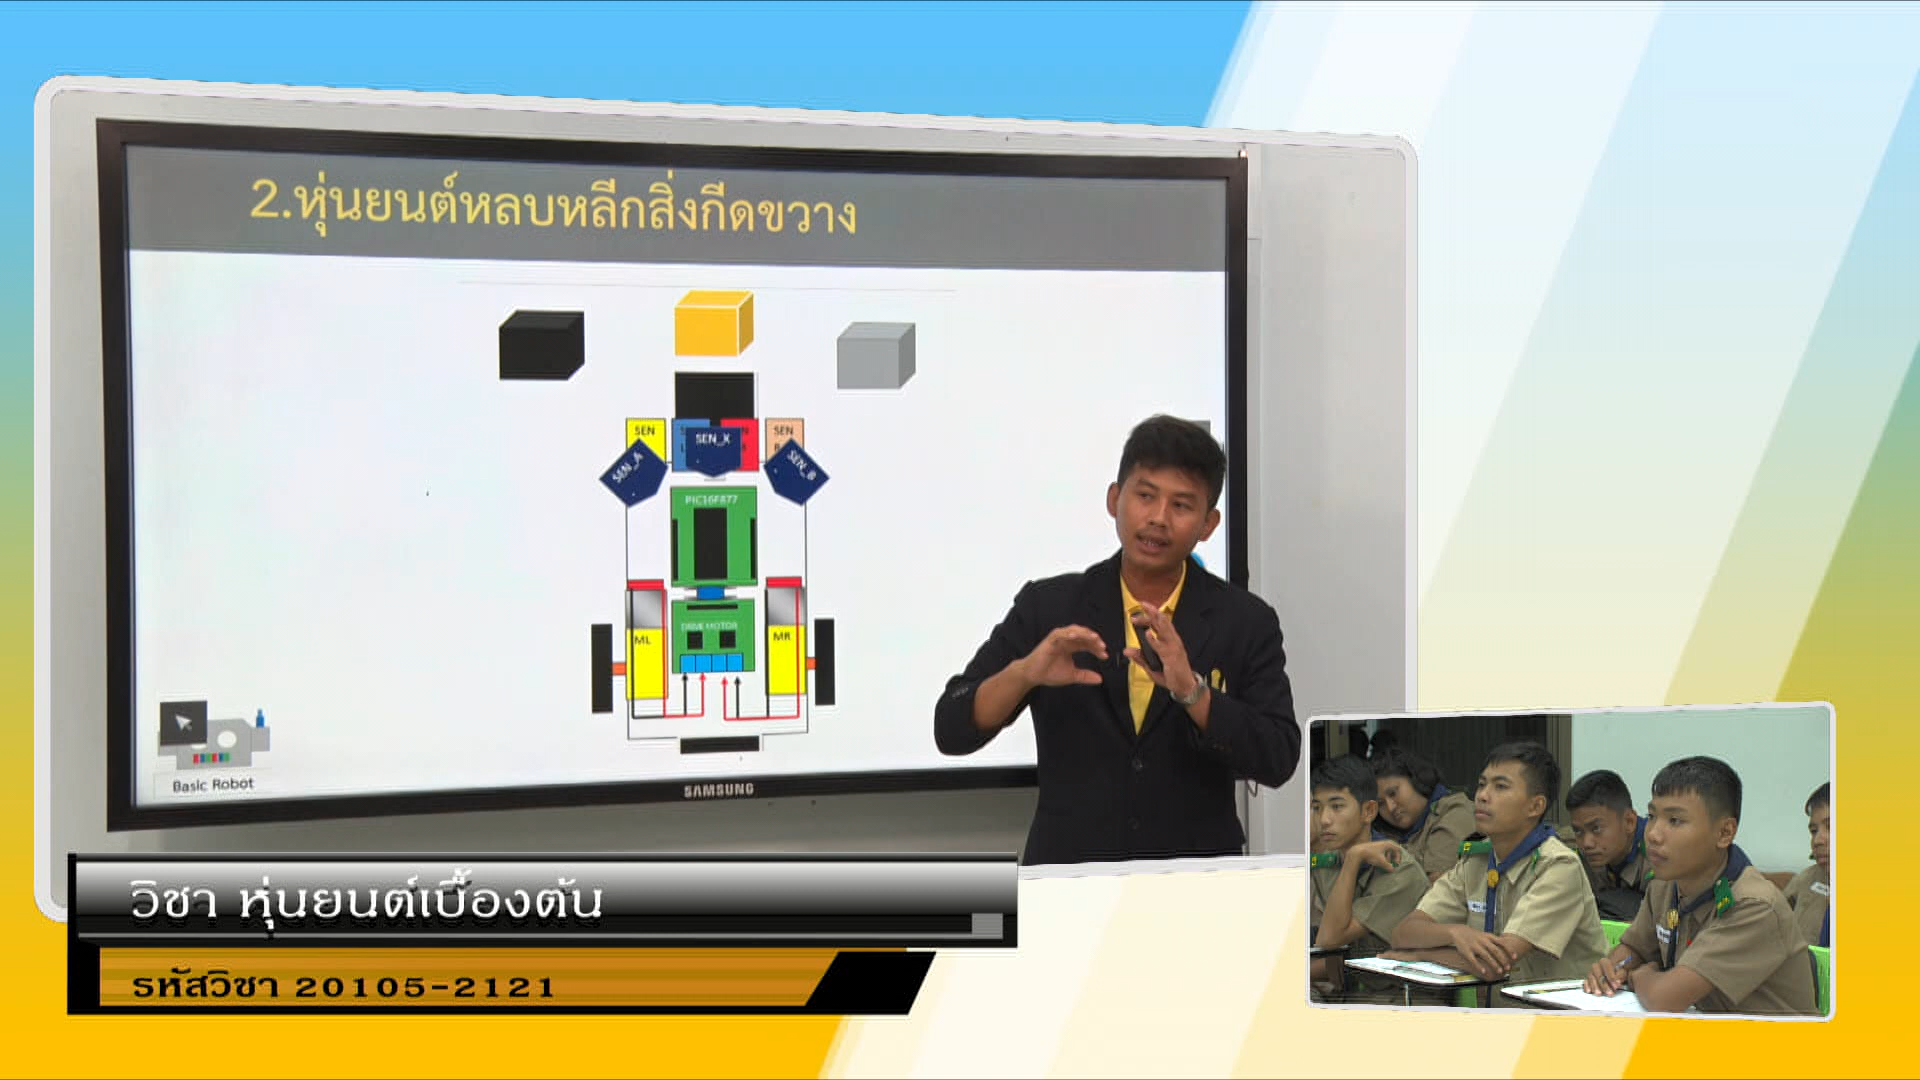 2.หุ่นยนต์หลบหลีกสิ่งกีดขวาง
SEN
SEN
SEN_A
SEN_X
SEN_B
PIC16F877
DRIVE MOTOR
ML
MR
Basic Robot
SAMSUNG
วิชา หุ่นยนต์เบื้องต้น
รหัสวิชา 20105-2121